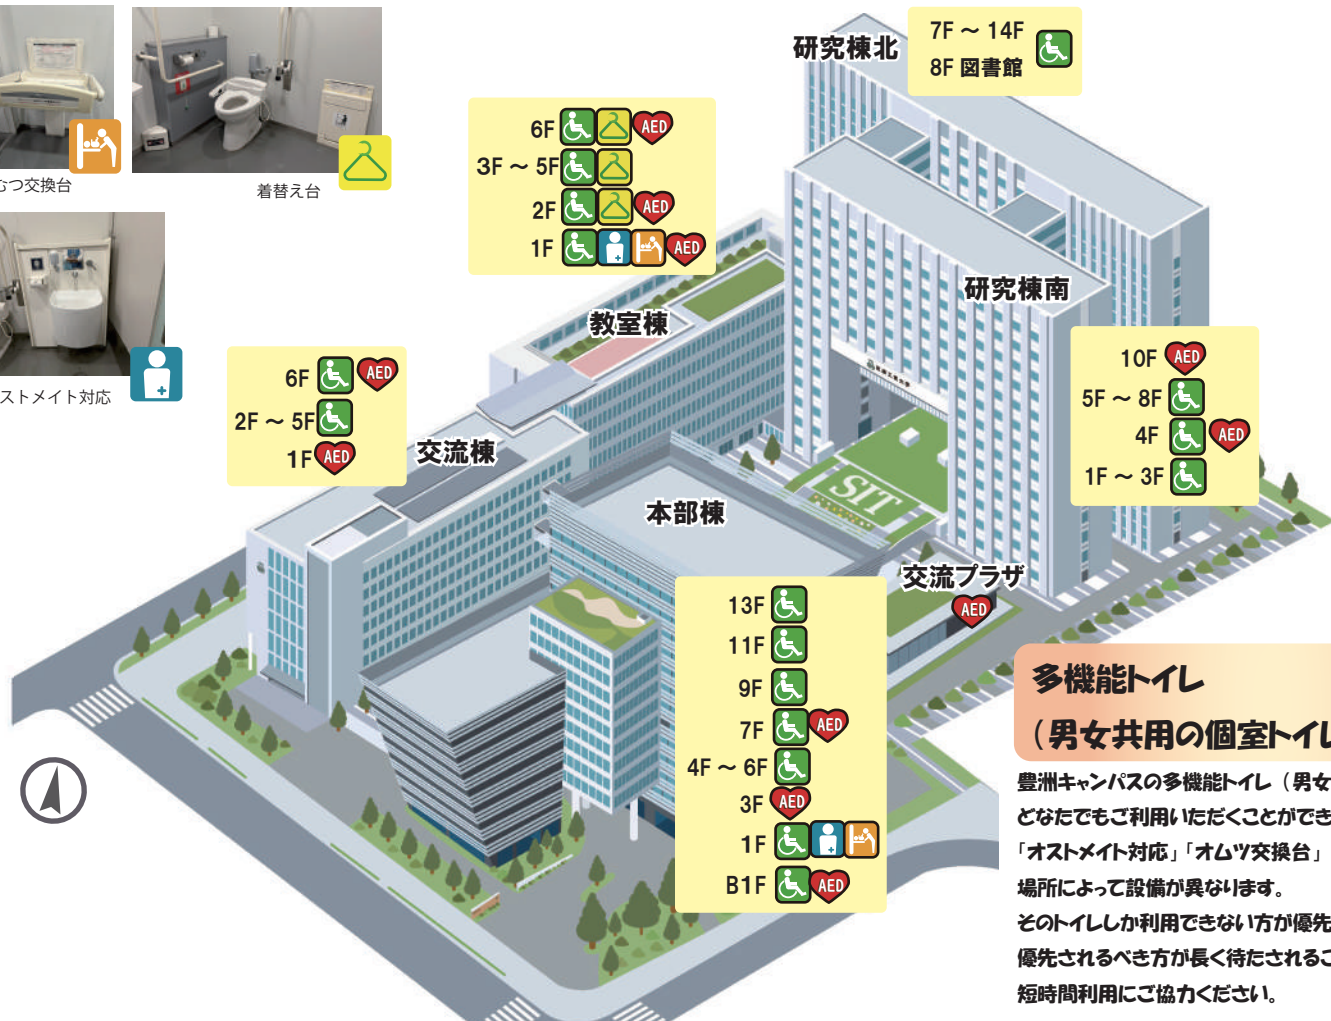 むつ交換台
着替え台
ストメイト対応
研究棟北
7F ～ 14F
8F 図書館
6F AED
3F ～ 5F
2F AED
1F AED
教室棟
研究棟南
10F AED
5F ～ 8F
4F AED
1F ～ 3F
6F AED
2F ～ 5F
1F AED
交流棟
SIT
本部棟
交流プラザ
AED
13F
11F
9F
7F AED
4F ～ 6F
3F AED
1F
B1F AED
多機能トイレ
（男女共用の個室トイレ
豊洲キャンパスの多機能トイレ（男女
どなたでもご利用いただくことができ
「オストメイト対応」「オムツ交換台」
場所によって設備が異なります。
そのトイレしか利用できない方が優先
優先されるべき方が長く待たされるこ
短時間利用にご協力ください。